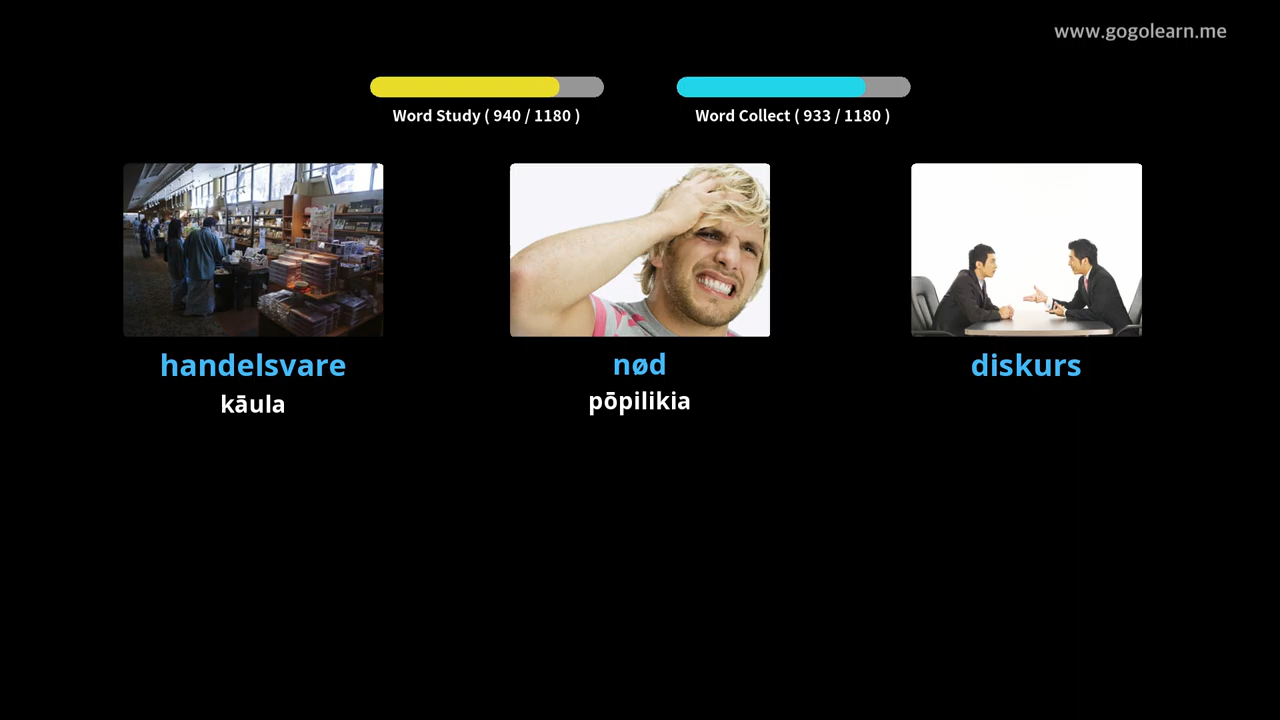 www.gogolearn.me
Word Study ( 940 / 1180 )
Word Collect ( 933 / 1180 )
handelsvare
kāula
nød
pōpilikia
diskurs